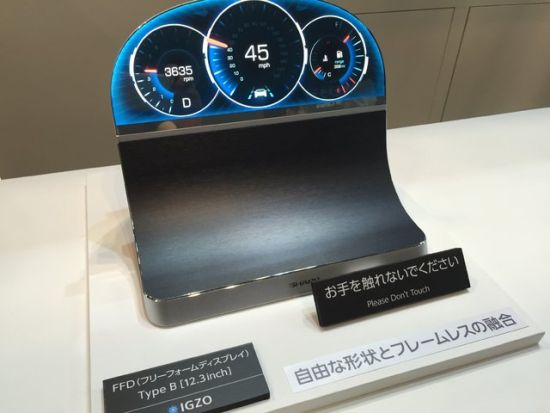 3635
rpm
D
45
mph
F
range
C
SHARP
お手を触れないでください
Please Don't Touch
自由な形状とフレームレスの融合
FFD（フリーフォームディスプレイ）
Type B [12.3inch]
IGZO